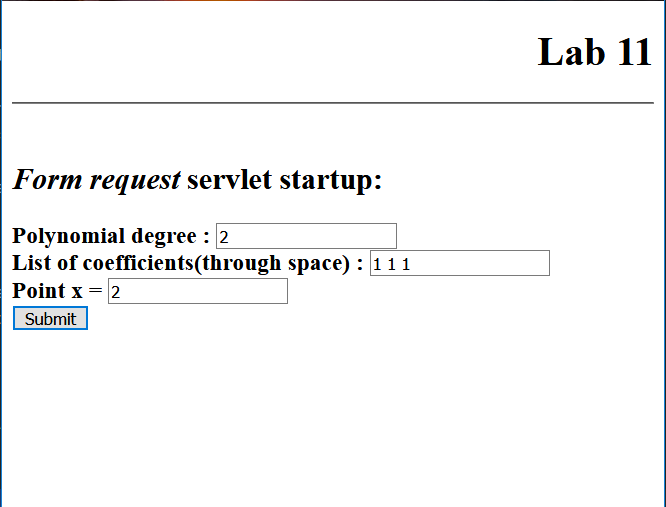 Lab 11
Form request servlet startup:
Polynomial degree : 2
List of coefficients(through space) : 1 1 1
Point x = 2
Submit